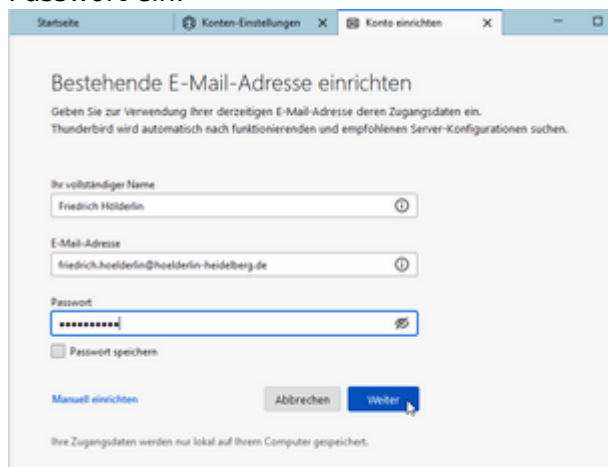 Passwort ein.
Startseite
Konten-Einstellungen
Konto einrichten
Bestehende E-Mail-Adresse einrichten
Geben Sie zur Verwendung Ihrer derzeitigen E-Mail-Adresse deren Zugangsdaten ein.
Thunderbird wird automatisch nach funktionierenden und empfohlenen Server-Konfigurationen suchen.
Ihr vollständiger Name
Friedrich Hölderlin
E-Mail-Adresse
friedrich.hoelderlin@hoelderlin-heidelberg.de
Passwort
Passwort speichern
Manuell einrichten
Abbrechen
Weiter
Ihre Zugangsdaten werden nur lokal auf Ihrem Computer gespeichert.